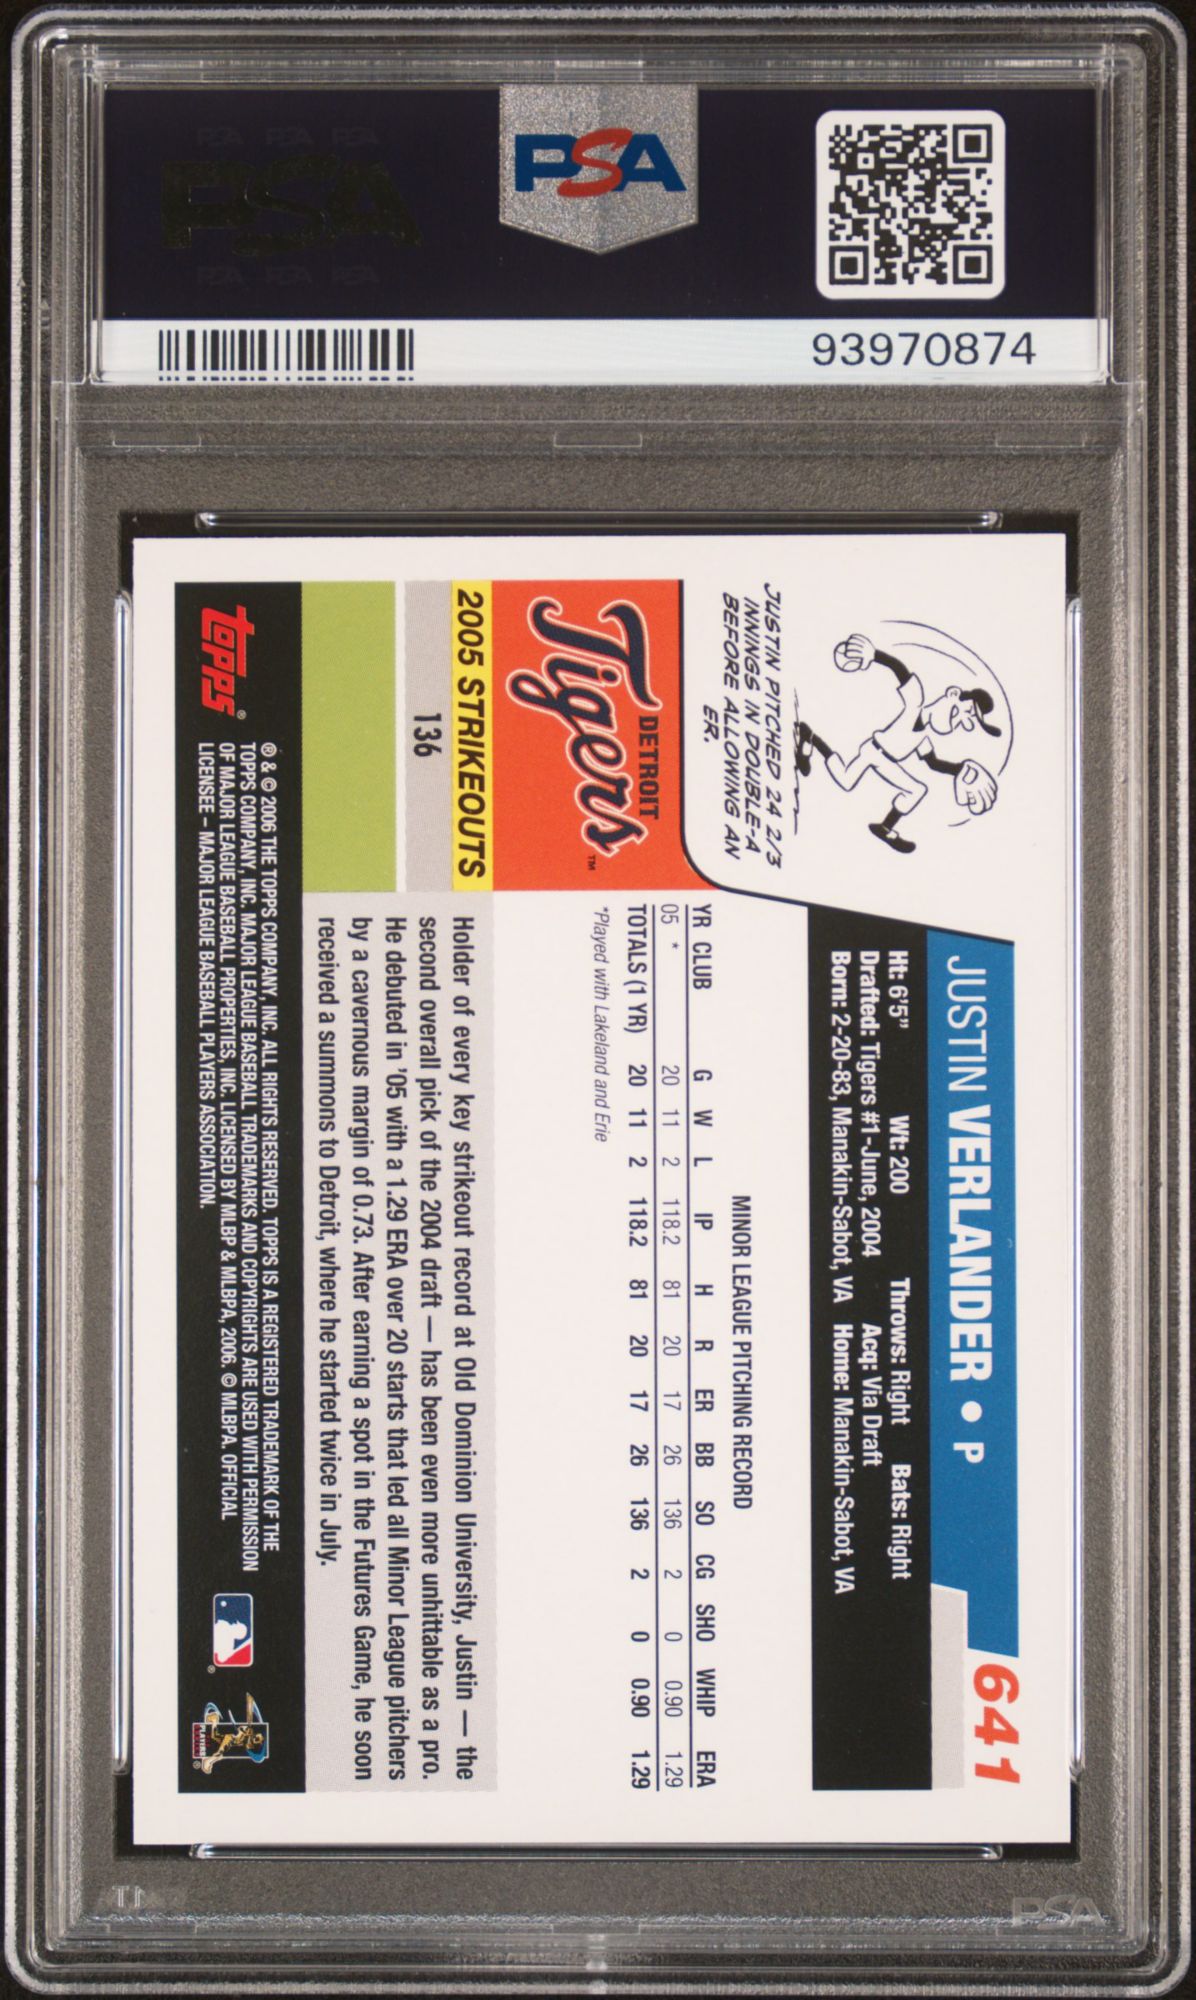 PSA PSA PSA
PSA
PSA PSA PSA
PSA
93970874
641
JUSTIN VERLANDER • P
Ht: 6'5" Wt: 200 Throws: Right Bats: Right
Drafted: Tigers #1-June, 2004 Acq: Via Draft
Born: 2-20-83, Manakin-Sabot, VA Home: Manakin-Sabot, VA
JUSTIN PITCHED 24 2/3
INNINGS IN DOUBLE-A
BEFORE ALLOWING AN
ER.
MINOR LEAGUE PITCHING RECORD
YR CLUB G W L IP H R ER BB SO CG SHO WHIP ERA
05 * 20 11 2 118.2 81 20 17 26 136 2 0 0.90 1.29
TOTALS (1 YR) 20 11 2 118.2 81 20 17 26 136 2 0 0.90 1.29
*Played with Lakeland and Erie
DETROIT
Tigers™
2005 STRIKEOUTS
136
Holder of every key strikeout record at Old Dominion University, Justin — the
second overall pick of the 2004 draft — has been even more unhittable as a pro.
He debuted in '05 with a 1.29 ERA over 20 starts that led all Minor League pitchers
by a cavernous margin of 0.73. After earning a spot in the Futures Game, he soon
received a summons to Detroit, where he started twice in July.
topps®
® & © 2006 THE TOPPS COMPANY, INC. ALL RIGHTS RESERVED. TOPPS IS A REGISTERED TRADEMARK OF THE
TOPPS COMPANY, INC. MAJOR LEAGUE BASEBALL TRADEMARKS AND COPYRIGHTS ARE USED WITH PERMISSION
OF MAJOR LEAGUE BASEBALL PROPERTIES, INC. LICENSED BY MLBP & MLBPA, 2006. © MLBPA. OFFICIAL
LICENSEE – MAJOR LEAGUE BASEBALL PLAYERS ASSOCIATION.
PLAYERS
PSA